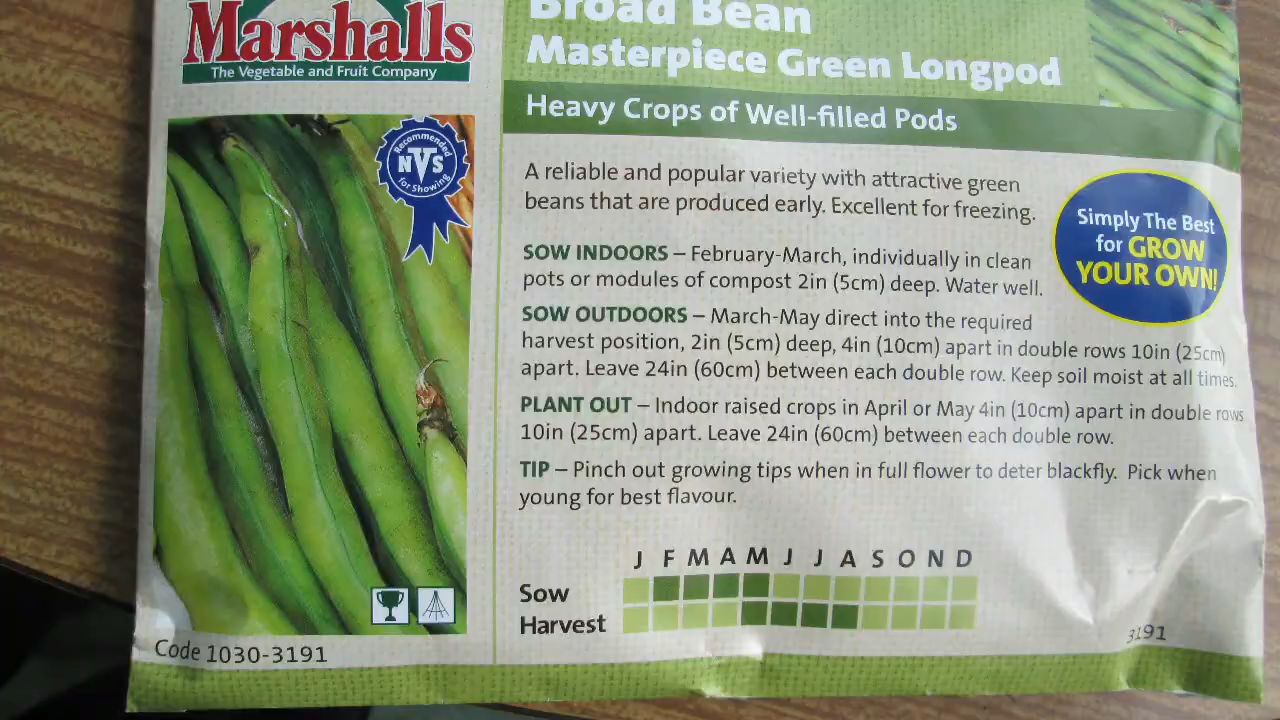 Marshalls
The Vegetable and Fruit Company
Broad Bean
Masterpiece Green Longpod
Heavy Crops of Well-filled Pods
Recommended
NVS
for Showing
A reliable and popular variety with attractive green
beans that are produced early. Excellent for freezing.
Simply The Best
for GROW
YOUR OWN!
SOW INDOORS – February-March, individually in clean
pots or modules of compost 2in (5cm) deep. Water well.
SOW OUTDOORS – March-May direct into the required
harvest position, 2in (5cm) deep, 4in (10cm) apart in double rows 10in (25cm)
apart. Leave 24in (60cm) between each double row. Keep soil moist at all times.
PLANT OUT – Indoor raised crops in April or May 4in (10cm) apart in double rows
10in (25cm) apart. Leave 24in (60cm) between each double row.
TIP – Pinch out growing tips when in full flower to deter blackfly. Pick when
young for best flavour.
J F M A M J J A S O N D
Sow
Harvest
3191
Code 1030-3191